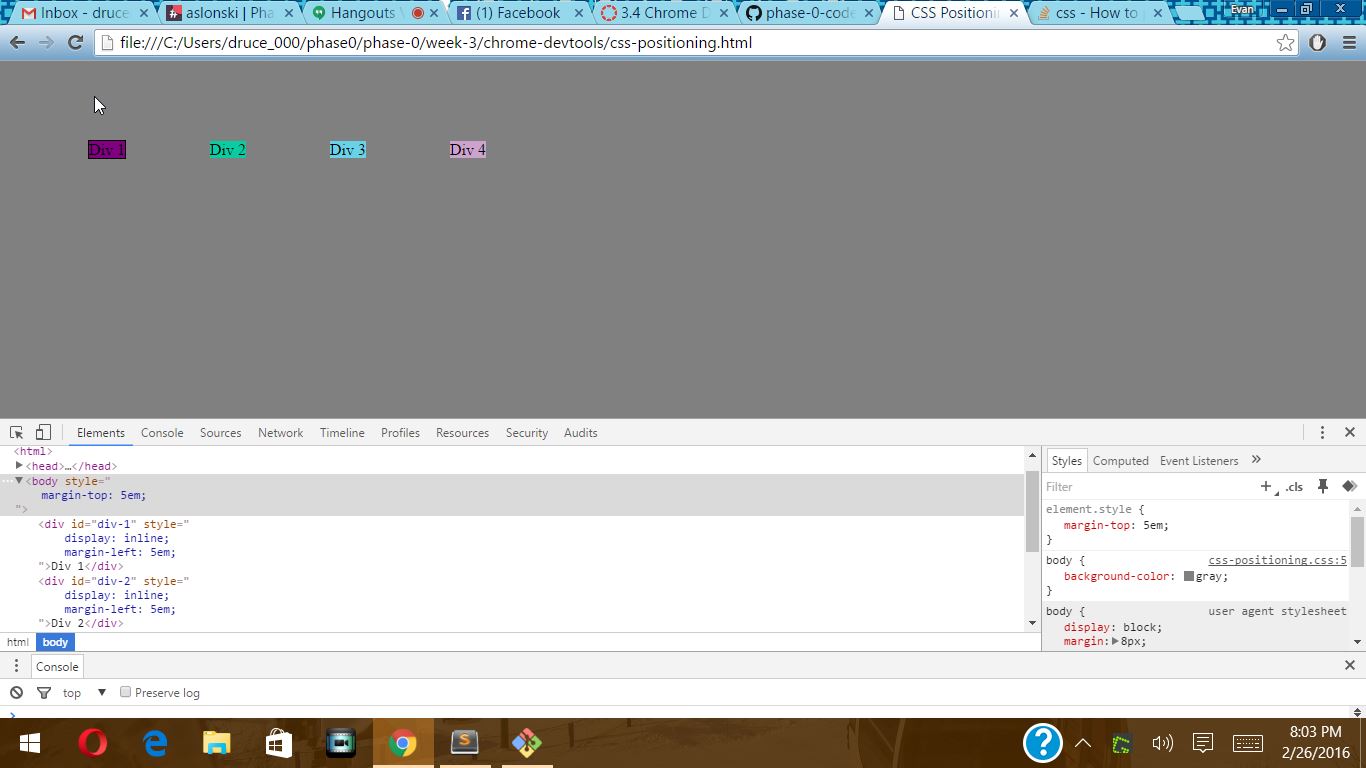 Inbox - druce
aslonski | Pha
Hangouts
(1) Facebook
3.4 Chrome D
phase-0-code
CSS Positionin
css - How to
Evan
file:///C:/Users/druce_000/phase0/phase-0/week-3/chrome-devtools/css-positioning.html
Div 1 Div 2 Div 3 Div 4
Elements Console Sources Network Timeline Profiles Resources Security Audits
<html>
<head>…</head>
<body style="
margin-top: 5em;
">
<div id="div-1" style="
display: inline;
margin-left: 5em;
">Div 1</div>
<div id="div-2" style="
display: inline;
margin-left: 5em;
">Div 2</div>
html body
Styles Computed Event Listeners »
Filter + .cls
element.style {
margin-top: 5em;
}
body { css-positioning.css:5
background-color: gray;
}
body { user agent stylesheet
display: block;
margin: 8px;
Console
top Preserve log
8:03 PM
2/26/2016